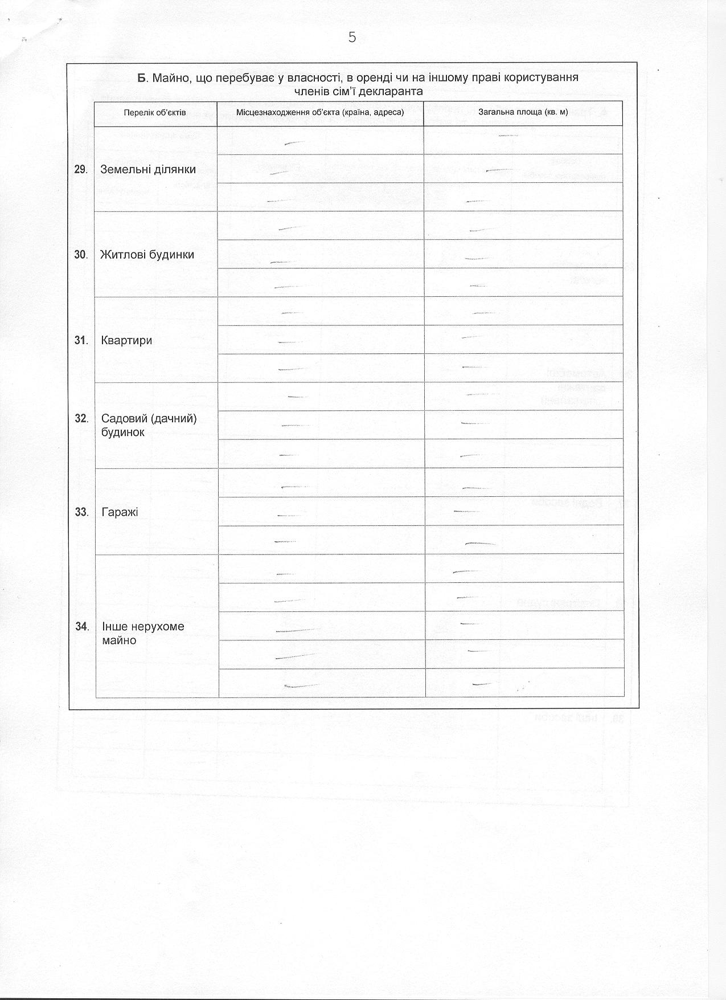 5
Б. Майно, що перебуває у власності, в оренді чи на іншому праві користування
членів сім’ї декларанта
Перелік об’єктів Місцезнаходження об’єкта (країна, адреса) Загальна площа (кв. м)
— —
29. Земельні ділянки — —
— —
— —
30. Житлові будинки — —
— —
— —
31. Квартири — —
— —
— —
32. Садовий (дачний)
будинок — —
— —
— —
33. Гаражі — —
— —
— —
— —
34. Інше нерухоме
майно — —
— —
— —